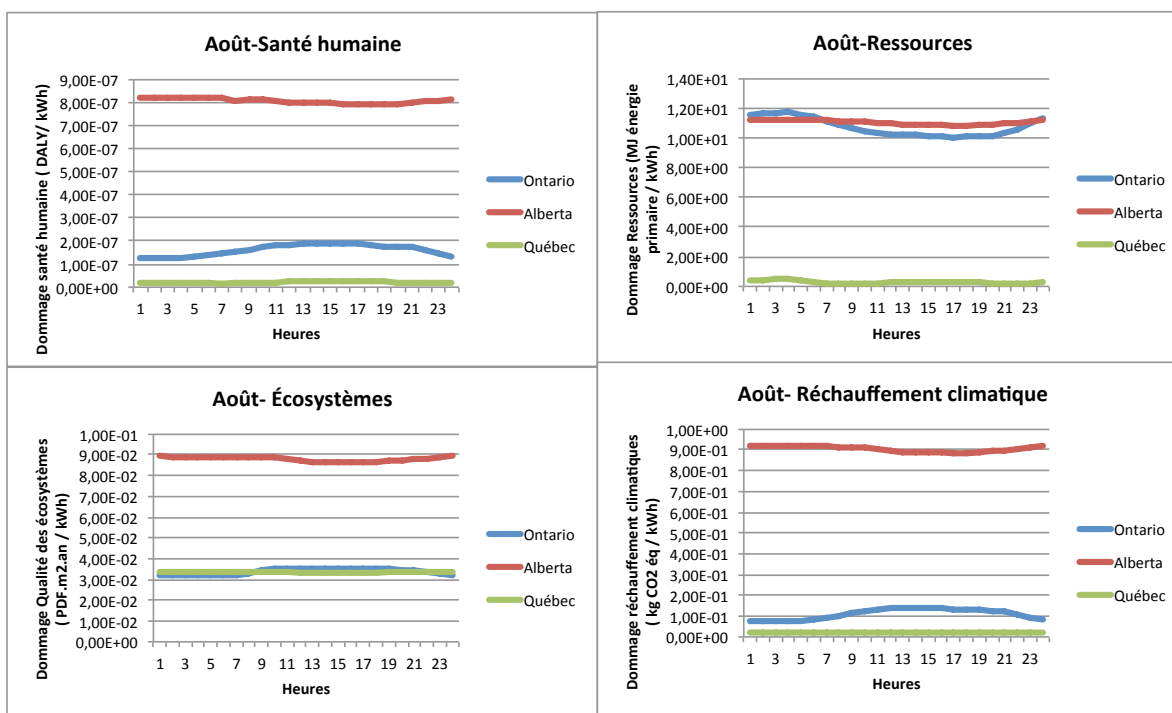 Août-Santé humaine
Dommage santé humaine ( DALY/ kWh)
9,00E-07
8,00E-07
7,00E-07
6,00E-07
5,00E-07
4,00E-07
3,00E-07
2,00E-07
1,00E-07
0,00E+00
1 3 5 7 9 11 13 15 17 19 21 23
Heures
Ontario
Alberta
Québec
Août-Ressources
Dommage Ressources (MJ énergie
primaire / kWh)
1,40E+01
1,20E+01
1,00E+01
8,00E+00
6,00E+00
4,00E+00
2,00E+00
0,00E+00
1 3 5 7 9 11 13 15 17 19 21 23
Heures
Ontario
Alberta
Québec
Août- Écosystèmes
Dommage Qualité des écosystèmes
( PDF.m2.an / kWh)
1,00E-01
9,00E-02
8,00E-02
7,00E-02
6,00E-02
5,00E-02
4,00E-02
3,00E-02
2,00E-02
1,00E-02
0,00E+00
1 3 5 7 9 11 13 15 17 19 21 23
Heures
Ontario
Alberta
Québec
Août- Réchauffement climatique
Dommage réchauffement climatiques
( kg CO2 éq / kWh)
1,00E+00
9,00E-01
8,00E-01
7,00E-01
6,00E-01
5,00E-01
4,00E-01
3,00E-01
2,00E-01
1,00E-01
0,00E+00
1 3 5 7 9 11 13 15 17 19 21 23
Heures
Ontario
Alberta
Québec